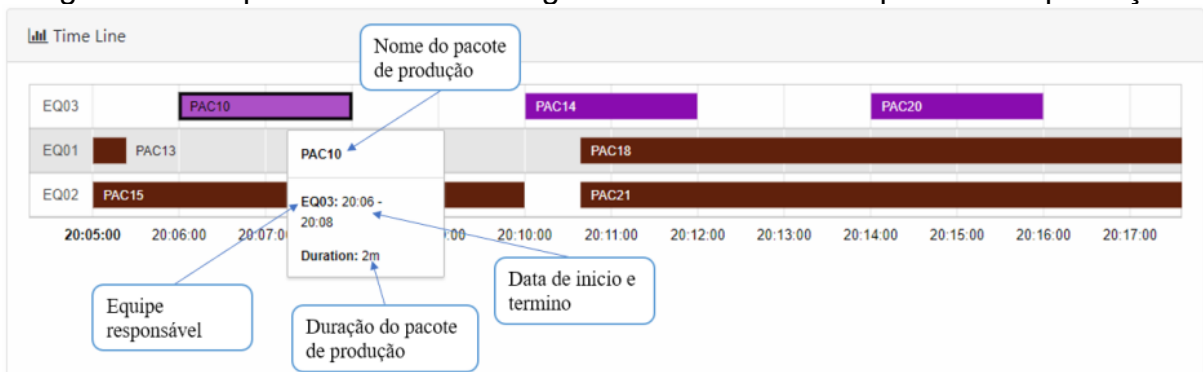 Time Line
Nome do pacote
de produção
EQ03
PAC10
PAC14
PAC20
EQ01
PAC13
PAC10
PAC18
EQ02
PAC15
EQ03: 20:06 -
20:08
PAC21
20:05:00
20:06:00
20:10:00
20:11:00
20:12:00
20:13:00
20:14:00
20:15:00
20:16:00
20:17:00
Duration: 2m
Data de inicio e
termino
Equipe
responsável
Duração do pacote
de produção